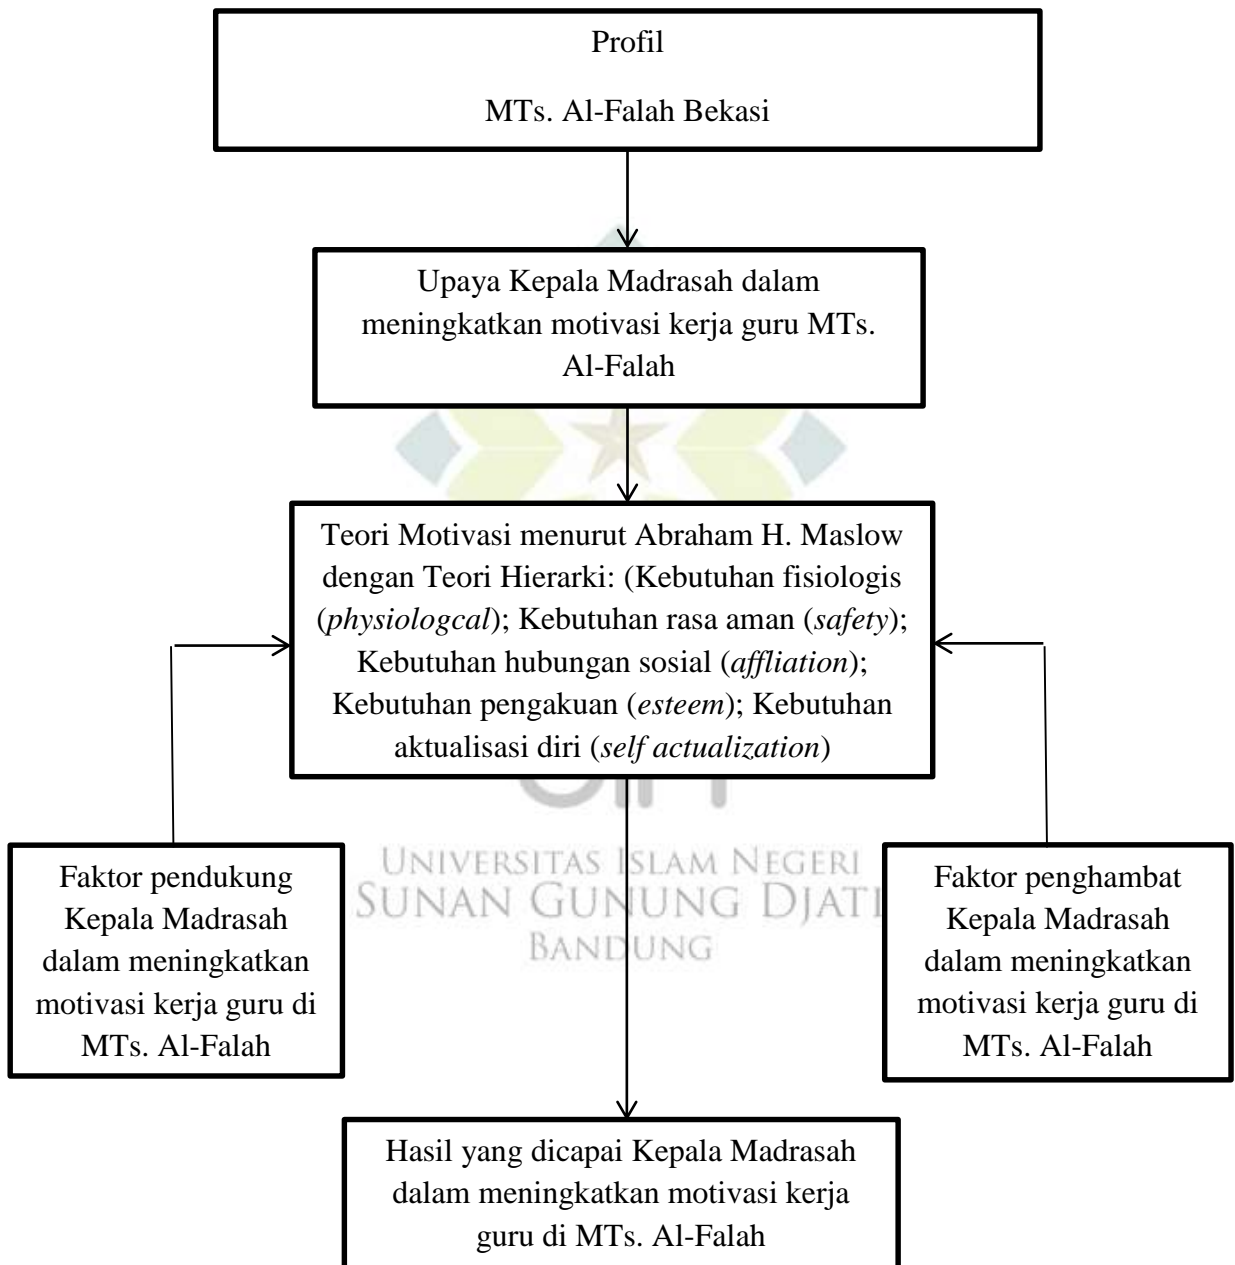 Profil
MTs. Al-Falah Bekasi
Upaya Kepala Madrasah dalam
meningkatkan motivasi kerja guru MTs.
Al-Falah
Teori Motivasi menurut Abraham H. Maslow
dengan Teori Hierarki: (Kebutuhan fisiologis
(physiologcal); Kebutuhan rasa aman (safety);
Kebutuhan hubungan sosial (affliation);
Kebutuhan pengakuan (esteem); Kebutuhan
aktualisasi diri (self actualization)
UNIVERSITAS ISLAM NEGERI
SUNAN GUNUNG DJATI
BANDUNG
Faktor pendukung
Kepala Madrasah
dalam meningkatkan
motivasi kerja guru di
MTs. Al-Falah
Faktor penghambat
Kepala Madrasah
dalam meningkatkan
motivasi kerja guru di
MTs. Al-Falah
Hasil yang dicapai Kepala Madrasah
dalam meningkatkan motivasi kerja
guru di MTs. Al-Falah